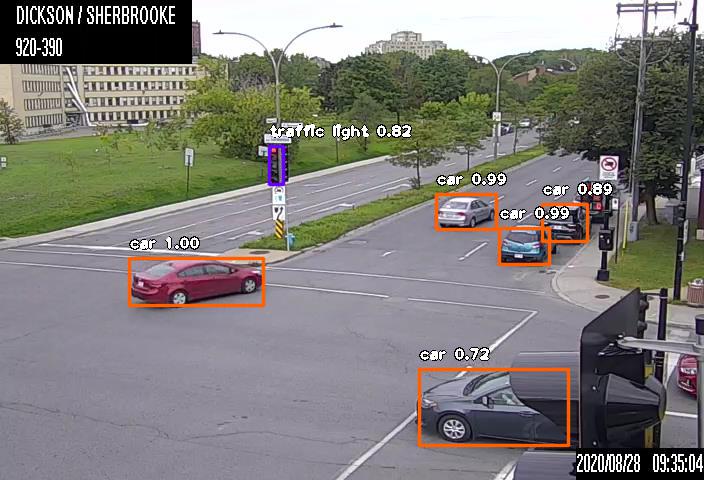 DICKSON / SHERBROOKE
920-390
traffic light 0.82
car 0.99
car 0.89
car 0.99
car 1.00
car 0.72
2020/08/28 09:35:04